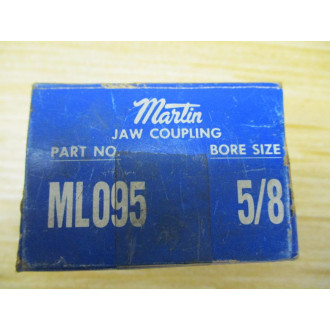 Martin
JAW COUPLING
PART NO. BORE SIZE
ML095 5/8